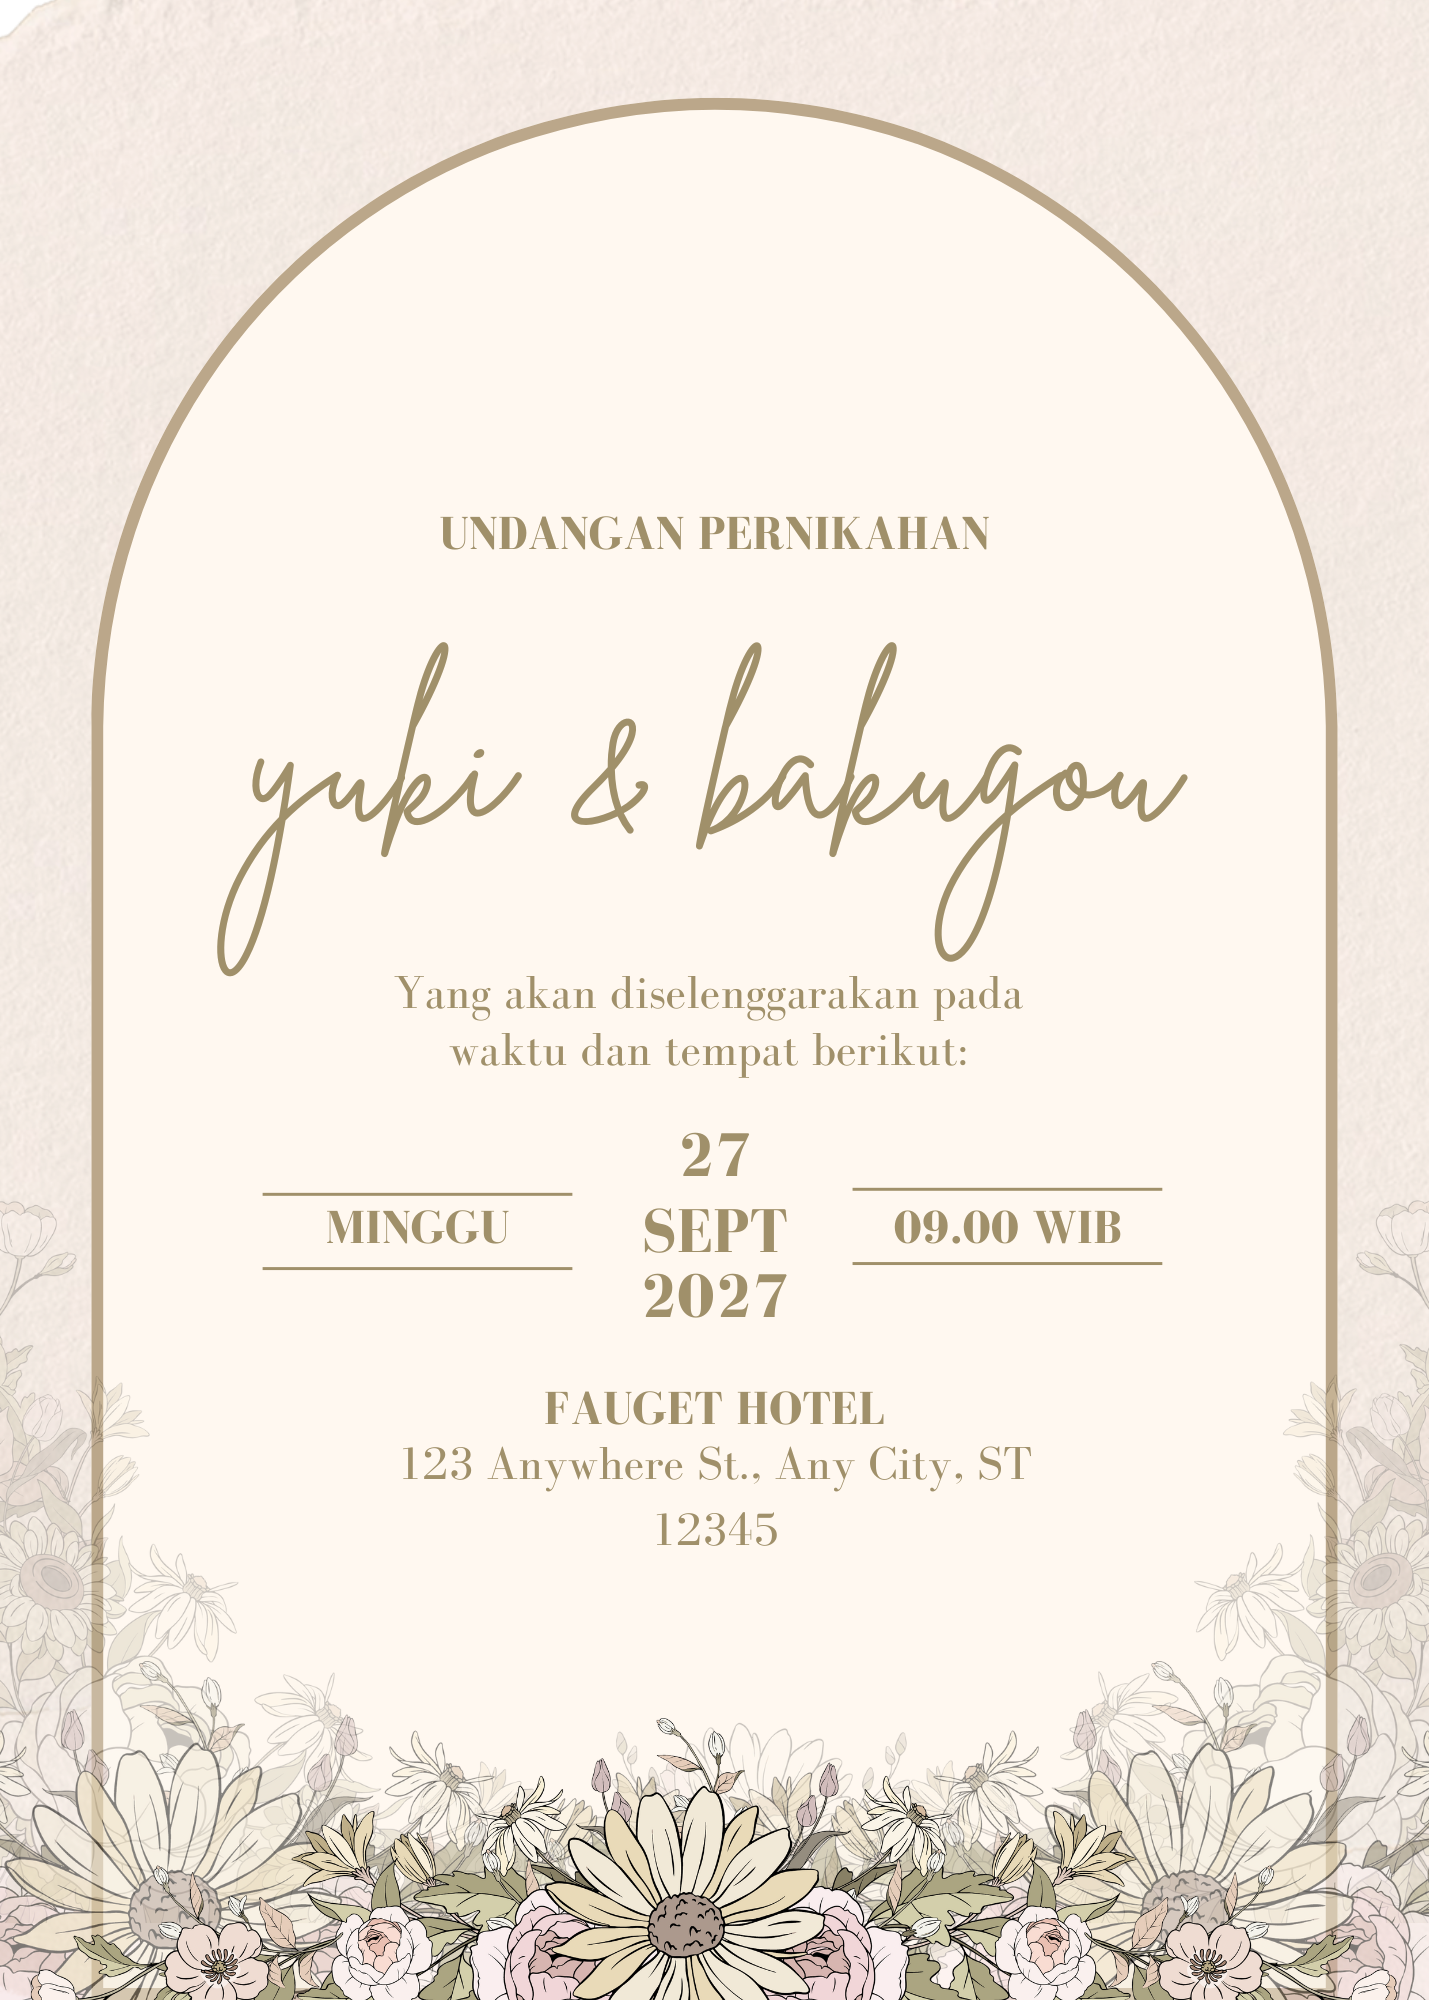 UNDANGAN PERNIKAHAN
yuki & bakugou
Yang akan diselenggarakan pada
waktu dan tempat berikut:
27
MINGGU
SEPT
09.00 WIB
2027
FAUGET HOTEL
123 Anywhere St., Any City, ST
12345